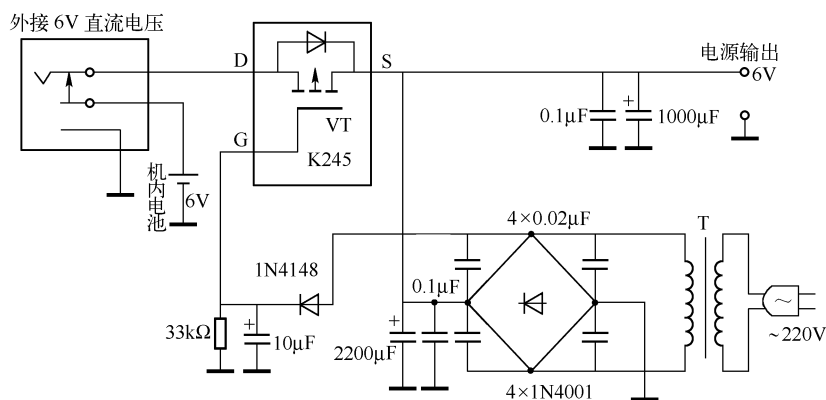 外接 6V 直流电压
D
S
电源输出
6V
G
VT
K245
0.1μF
+
1000μF
机内电池
6V
4×0.02μF
T
1N4148
0.1μF
33kΩ
+
10μF
+
2200μF
~
~220V
4×1N4001